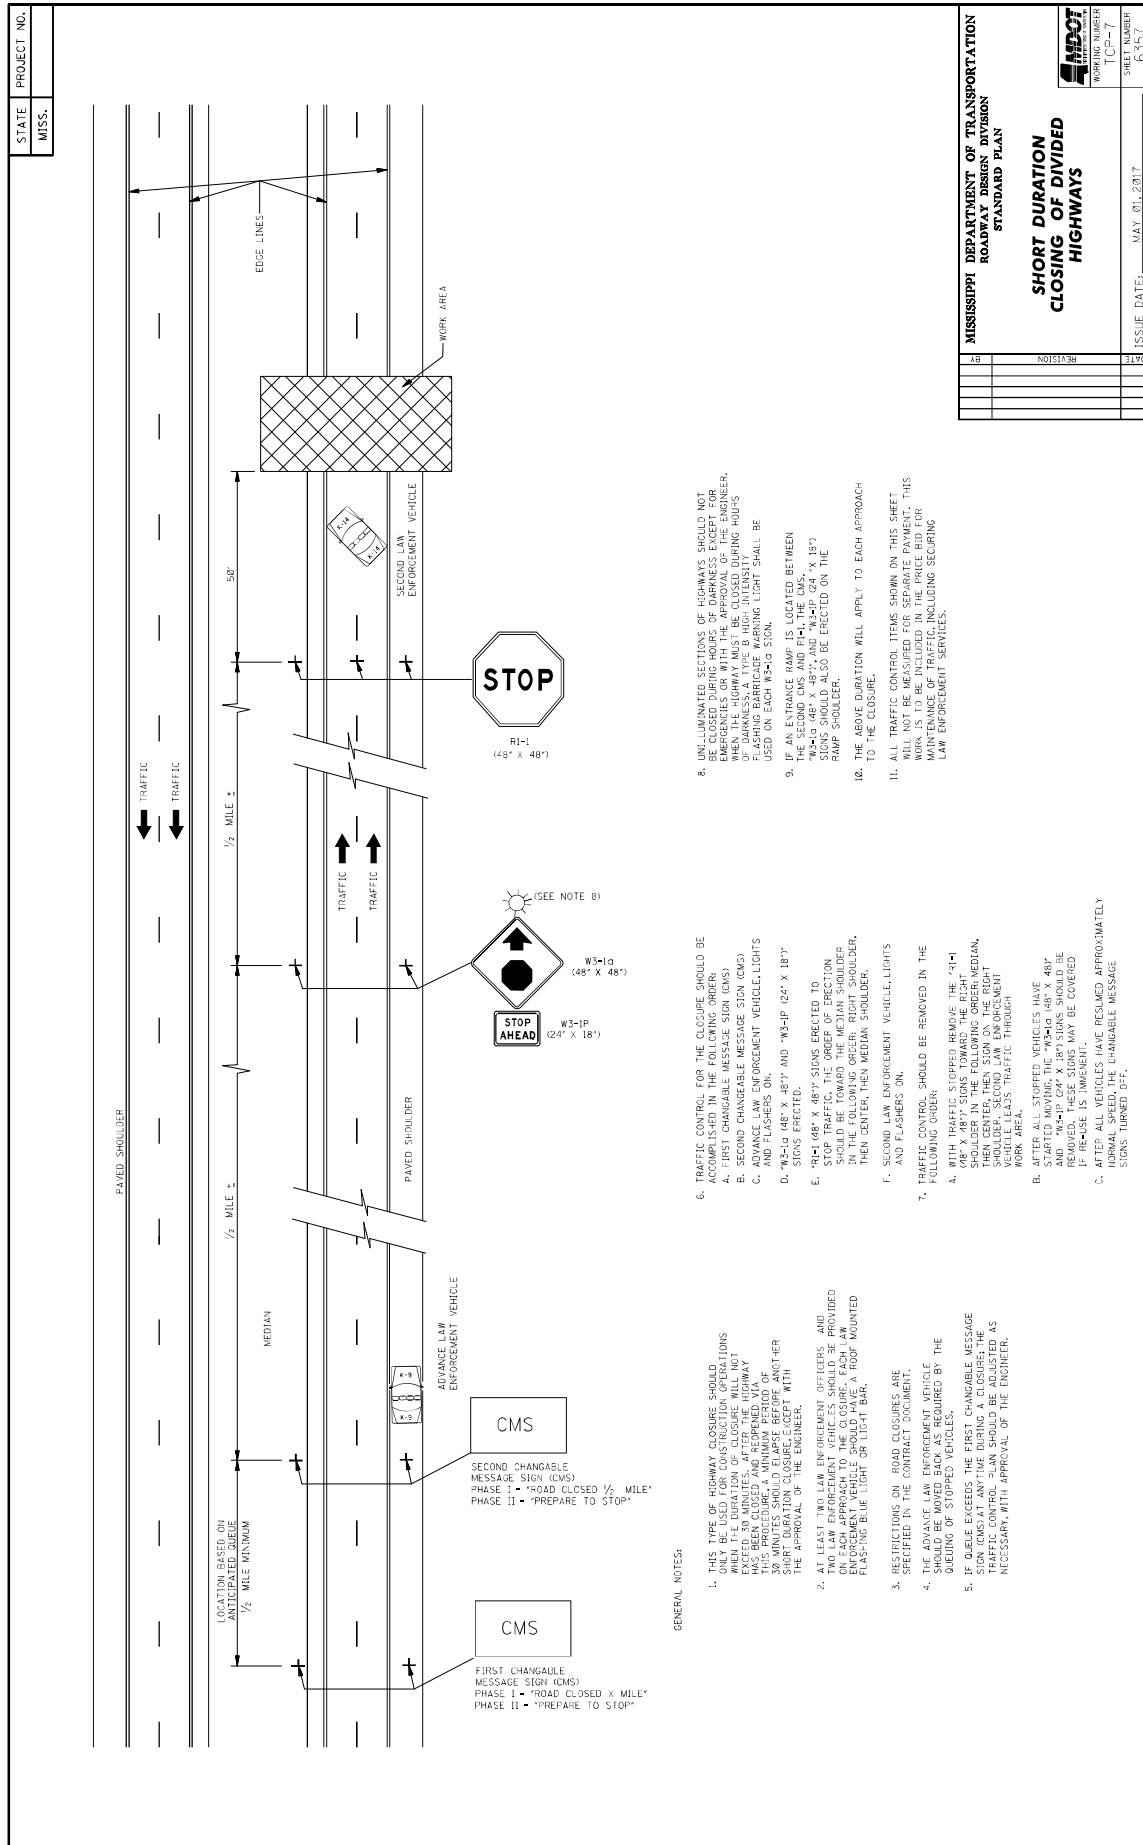 STATE
PROJECT NO.
MISS.
EDGE LINES
WORK AREA
50'
SECOND LAW
ENFORCEMENT VEHICLE
K-14
K-14
STOP
R1-1
(48" X 48")
TRAFFIC
TRAFFIC
1/2 MILE ±
TRAFFIC
TRAFFIC
(SEE NOTE 8)
W3-1a
(48" X 48")
STOP
AHEAD
W3-1P
(24" X 18")
PAVED SHOULDER
1/2 MILE ±
PAVED SHOULDER
MEDIAN
ADVANCE LAW
ENFORCEMENT VEHICLE
K-9
K-9
CMS
SECOND CHANGABLE
MESSAGE SIGN (CMS)
PHASE I - "ROAD CLOSED 1/2 MILE"
PHASE II - "PREPARE TO STOP"
LOCATION BASED ON
ANTICIPATED QUEUE
1/2 MILE MINIMUM
CMS
FIRST CHANGABLE
MESSAGE SIGN (CMS)
PHASE I - "ROAD CLOSED X MILE"
PHASE II - "PREPARE TO STOP"
GENERAL NOTES:
1. THIS TYPE OF HIGHWAY CLOSURE SHOULD
ONLY BE USED FOR CONSTRUCTION OPERATIONS
WHEN THE DURATION OF CLOSURE WILL NOT
EXCEED 30 MINUTES. AFTER THE HIGHWAY
HAS BEEN CLOSED AND REOPENED VIA
THIS PROCEDURE, A MINIMUM PERIOD OF
30 MINUTES SHOULD ELAPSE BEFORE ANOTHER
SHORT DURATION CLOSURE, EXCEPT WITH
THE APPROVAL OF THE ENGINEER.
2. AT LEAST TWO LAW ENFORCEMENT OFFICERS AND
TWO LAW ENFORCEMENT VEHICLES SHOULD BE PROVIDED
ON EACH APPROACH TO THE CLOSURE. EACH LAW
ENFORCEMENT VEHICLE SHOULD HAVE A ROOF MOUNTED
FLASHING BLUE LIGHT OR LIGHT BAR.
3. RESTRICTIONS ON ROAD CLOSURES ARE
SPECIFIED IN THE CONTRACT DOCUMENT.
4. THE ADVANCE LAW ENFORCEMENT VEHICLE
SHOULD BE MOVED BACK AS REQUIRED BY THE
QUEUING OF STOPPED VEHICLES.
5. IF QUEUE EXCEEDS THE FIRST CHANGABLE MESSAGE
SIGN (CMS) AT ANYTIME DURING A CLOSURE; THE
TRAFFIC CONTROL PLAN SHOULD BE ADJUSTED AS
NECESSARY, WITH APPROVAL OF THE ENGINEER.
6. TRAFFIC CONTROL FOR THE CLOSURE SHOULD BE
ACCOMPLISHED IN THE FOLLOWING ORDER:
A. FIRST CHANGABLE MESSAGE SIGN (CMS)
B. SECOND CHANGEABLE MESSAGE SIGN (CMS)
C. ADVANCE LAW ENFORCEMENT VEHICLE, LIGHTS
AND FLASHERS ON.
D. "W3-1a (48" X 48")" AND "W3-1P (24" X 18")"
SIGNS ERECTED.
E. "R1-1 (48" X 48")" SIGNS ERECTED TO
STOP TRAFFIC. THE ORDER OF ERECTION
SHOULD BE TOWARD THE MEDIAN SHOULDER
IN THE FOLLOWING ORDER: RIGHT SHOULDER,
THEN CENTER, THEN MEDIAN SHOULDER.
F. SECOND LAW ENFORCEMENT VEHICLE, LIGHTS
AND FLASHERS ON.
7. TRAFFIC CONTROL SHOULD BE REMOVED IN THE
FOLLOWING ORDER:
A. WITH TRAFFIC STOPPED REMOVE THE "R1-1
(48" X 48")" SIGNS TOWARD THE RIGHT
SHOULDER IN THE FOLLOWING ORDER: MEDIAN,
THEN CENTER, THEN SIGN ON THE RIGHT
SHOULDER. SECOND LAW ENFORCEMENT
VEHICLE LEADS TRAFFIC THROUGH
WORK AREA.
B. AFTER ALL STOPPED VEHICLES HAVE
STARTED MOVING, THE "W3-1a (48" X 48)"
AND "W3-1P (24" X 18") SIGNS SHOULD BE
REMOVED. THESE SIGNS MAY BE COVERED
IF RE-USE IS IMMENENT.
C. AFTER ALL VEHICLES HAVE RESUMED APPROXIMATELY
NORMAL SPEED, THE CHANGABLE MESSAGE
SIGNS TURNED OFF.
8. UNILLUMINATED SECTIONS OF HIGHWAYS SHOULD NOT
BE CLOSED DURING HOURS OF DARKNESS EXCEPT FOR
EMERGENCIES OR WITH THE APPROVAL OF THE ENGINEER.
WHEN THE HIGHWAY MUST BE CLOSED DURING HOURS
OF DARKNESS, A TYPE B HIGH INTENSITY
FLASHING BARRICADE WARNING LIGHT SHALL BE
USED ON EACH W3-1a SIGN.
9. IF AN ENTRANCE RAMP IS LOCATED BETWEEN
THE SECOND CMS AND R1-1, THE CMS,
"W3-1a (48" X 48")", AND "W3-1P (24 "X 18")
SIGNS SHOULD ALSO BE ERECTED ON THE
RAMP SHOULDER.
10. THE ABOVE DURATION WILL APPLY TO EACH APPROACH
TO THE CLOSURE.
11. ALL TRAFFIC CONTROL ITEMS SHOWN ON THIS SHEET
WILL NOT BE MEASURED FOR SEPARATE PAYMENT. THIS
WORK IS TO BE INCLUDED IN THE PRICE BID FOR
MAINTENANCE OF TRAFFIC, INCLUDING SECURING
LAW ENFORCEMENT SERVICES.
BY
REVISION
DATE
MISSISSIPPI DEPARTMENT OF TRANSPORTATION
ROADWAY DESIGN DIVISION
STANDARD PLAN
SHORT DURATION
CLOSING OF DIVIDED
HIGHWAYS
ISSUE DATE: MAY 01, 2017
MDOT
WORKING NUMBER
TCP-7
SHEET NUMBER
6357